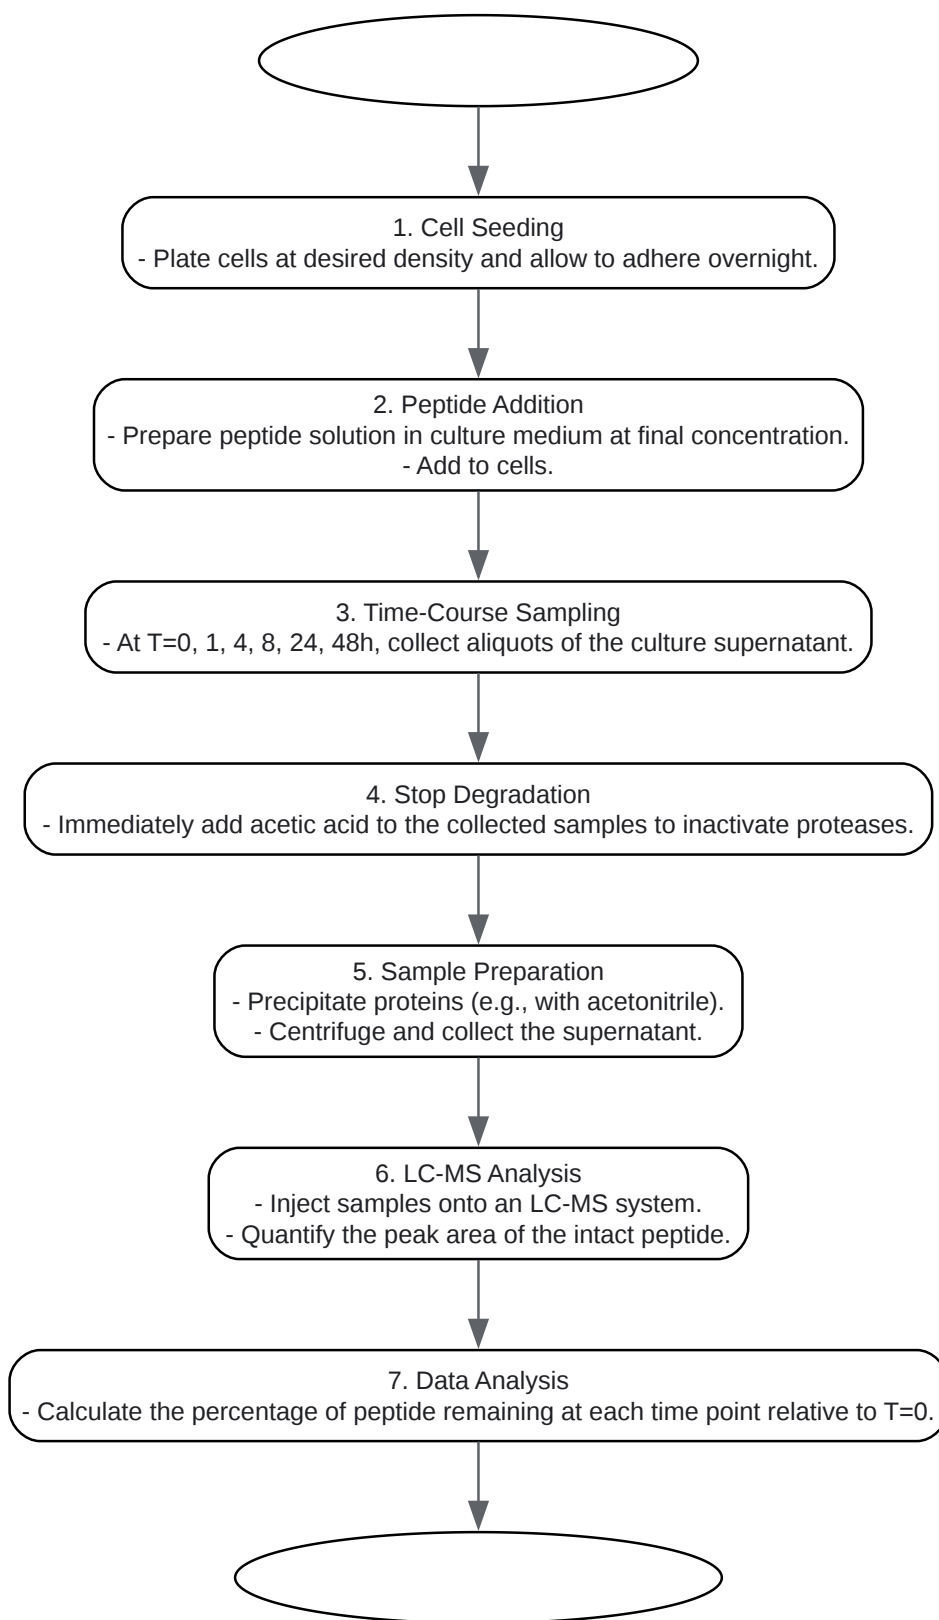 1. Cell Seeding
- Plate cells at desired density and allow to adhere overnight.
2. Peptide Addition
- Prepare peptide solution in culture medium at final concentration.
- Add to cells.
3. Time-Course Sampling
- At T=0, 1, 4, 8, 24, 48h, collect aliquots of the culture supernatant.
4. Stop Degradation
- Immediately add acetic acid to the collected samples to inactivate proteases.
5. Sample Preparation
- Precipitate proteins (e.g., with acetonitrile).
- Centrifuge and collect the supernatant.
6. LC-MS Analysis
- Inject samples onto an LC-MS system.
- Quantify the peak area of the intact peptide.
7. Data Analysis
- Calculate the percentage of peptide remaining at each time point relative to T=0.